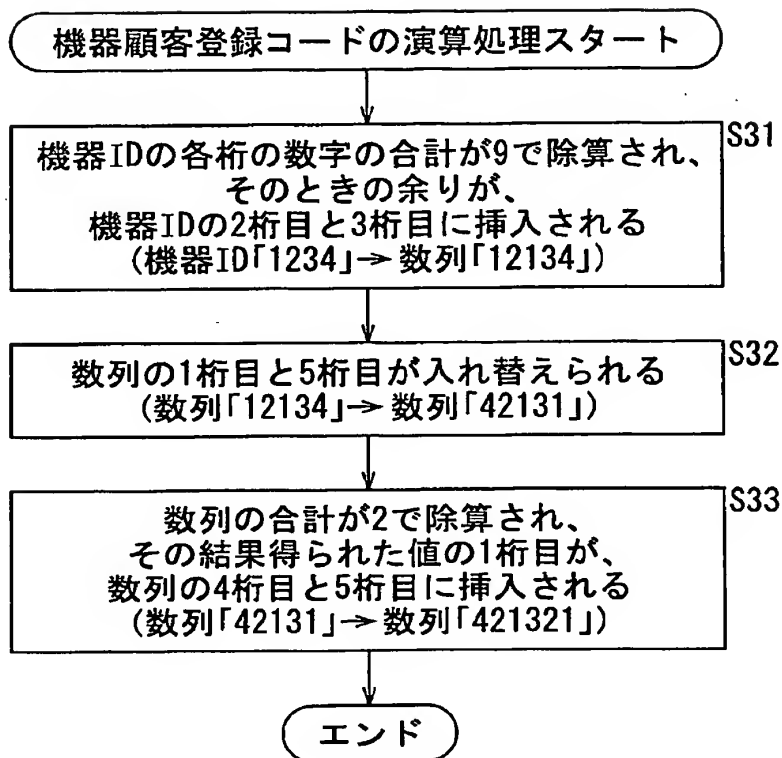 機器顧客登録コードの演算処理スタート
S31
機器IDの各桁の数字の合計が9で除算され、
そのときの余りが、
機器IDの2桁目と3桁目に挿入される
(機器ID「1234」→数列「12134」)
S32
数列の1桁目と5桁目が入れ替えられる
(数列「12134」→数列「42131」)
S33
数列の合計が2で除算され、
その結果得られた値の1桁目が、
数列の4桁目と5桁目に挿入される
(数列「42131」→数列「421321」)
エンド